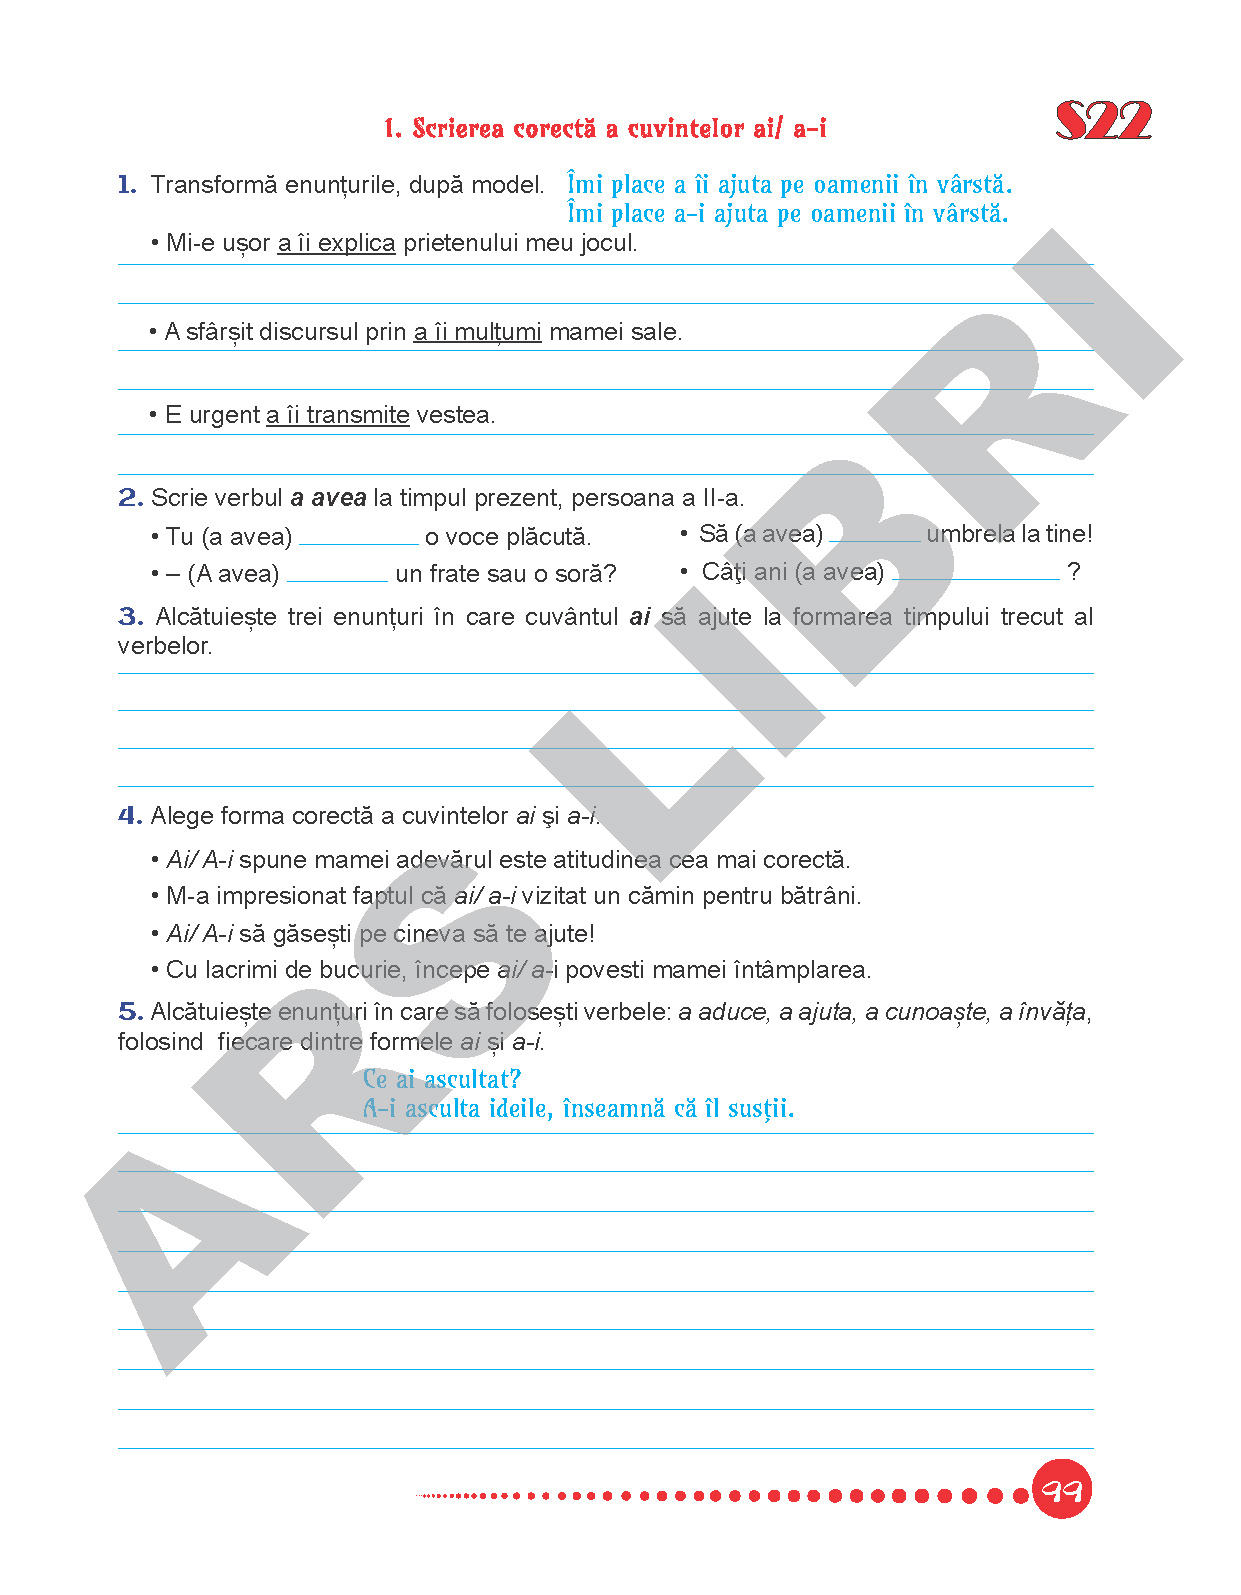 S22
1. Scrierea corectă a cuvintelor ai/ a-i
1. Transformă enunțurile, după model. Îmi place a îi ajuta pe oamenii în vârstă.
Îmi place a-i ajuta pe oamenii în vârstă.
• Mi-e ușor a îi explica prietenului meu jocul.
• A sfârșit discursul prin a îi mulțumi mamei sale.
• E urgent a îi transmite vestea.
2. Scrie verbul a avea la timpul prezent, persoana a II-a.
• Tu (a avea) ________ o voce plăcută. • Să (a avea) ________ umbrela la tine!
• – (A avea) ________ un frate sau o soră? • Câţi ani (a avea) ________ ?
3. Alcătuiește trei enunțuri în care cuvântul ai să ajute la formarea timpului trecut al
verbelor.
4. Alege forma corectă a cuvintelor ai şi a-i.
• Ai/ A-i spune mamei adevărul este atitudinea cea mai corectă.
• M-a impresionat faptul că ai/ a-i vizitat un cămin pentru bătrâni.
• Ai/ A-i să găsești pe cineva să te ajute!
• Cu lacrimi de bucurie, începe ai/ a-i povesti mamei întâmplarea.
5. Alcătuiește enunțuri în care să folosești verbele: a aduce, a ajuta, a cunoaște, a învăța,
folosind fiecare dintre formele ai și a-i.
Ce ai ascultat?
A-i asculta ideile, înseamnă că îl susții.
ARS LIBRI
99